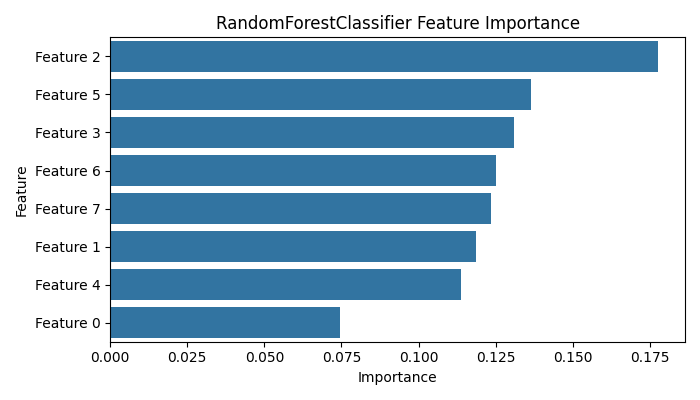 RandomForestClassifier Feature Importance
Feature 2
Feature 5
Feature 3
Feature 6
Feature 7
Feature 1
Feature 4
Feature 0
Feature
0.000 0.025 0.050 0.075 0.100 0.125 0.150 0.175
Importance